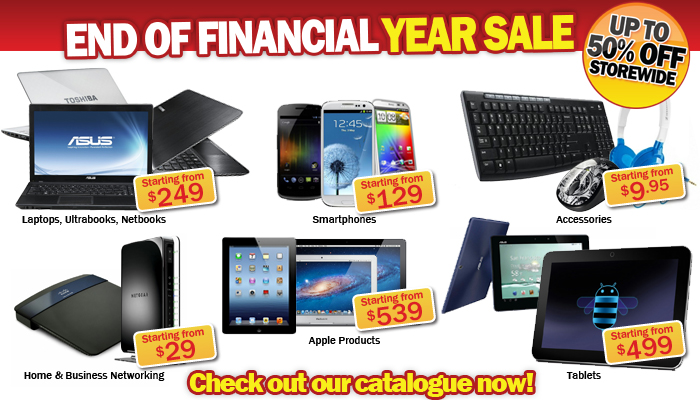 END OF FINANCIAL YEAR SALE
UP TO
50% OFF
STOREWIDE
TOSHIBA
ASUS
Starting from
$249
Laptops, Ultrabooks, Netbooks
12:45
Starting from
$129
Smartphones
Starting from
$9.95
Accessories
NETGEAR
Starting from
$29
Home & Business Networking
Starting from
$539
Apple Products
Starting from
$499
Tablets
Check out our catalogue now!